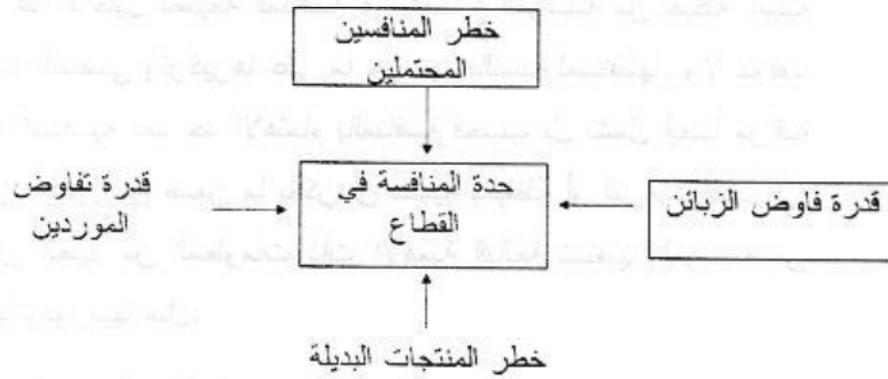 خطر المنافسين
المحتملين
قدرة فاوض الزبائن
حدة المنافسة في
القطاع
قدرة تفاوض
الموردين
خطر المنتجات البديلة